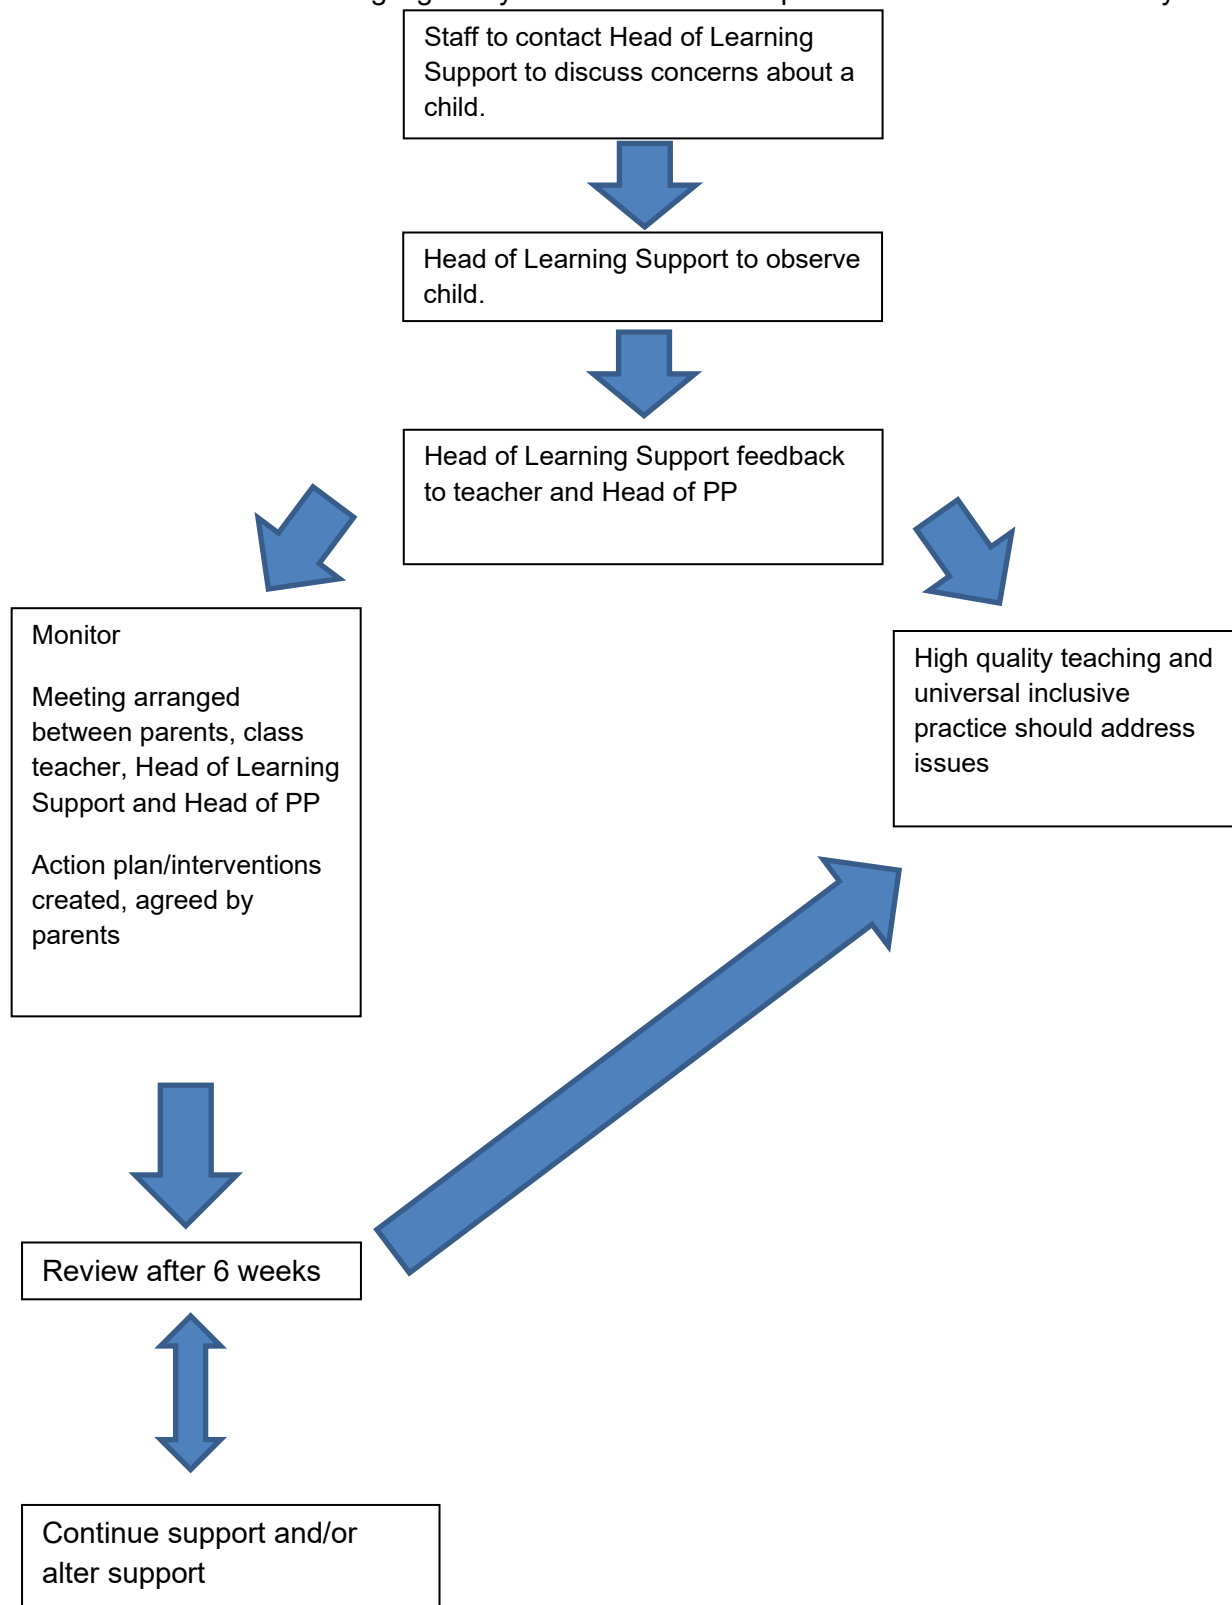 Staff to contact Head of Learning
Support to discuss concerns about a
child.
Head of Learning Support to observe
child.
Head of Learning Support feedback
to teacher and Head of PP
Monitor
Meeting arranged
between parents, class
teacher, Head of Learning
Support and Head of PP
Action plan/interventions
created, agreed by
parents
High quality teaching and
universal inclusive
practice should address
issues
Review after 6 weeks
Continue support and/or
alter support